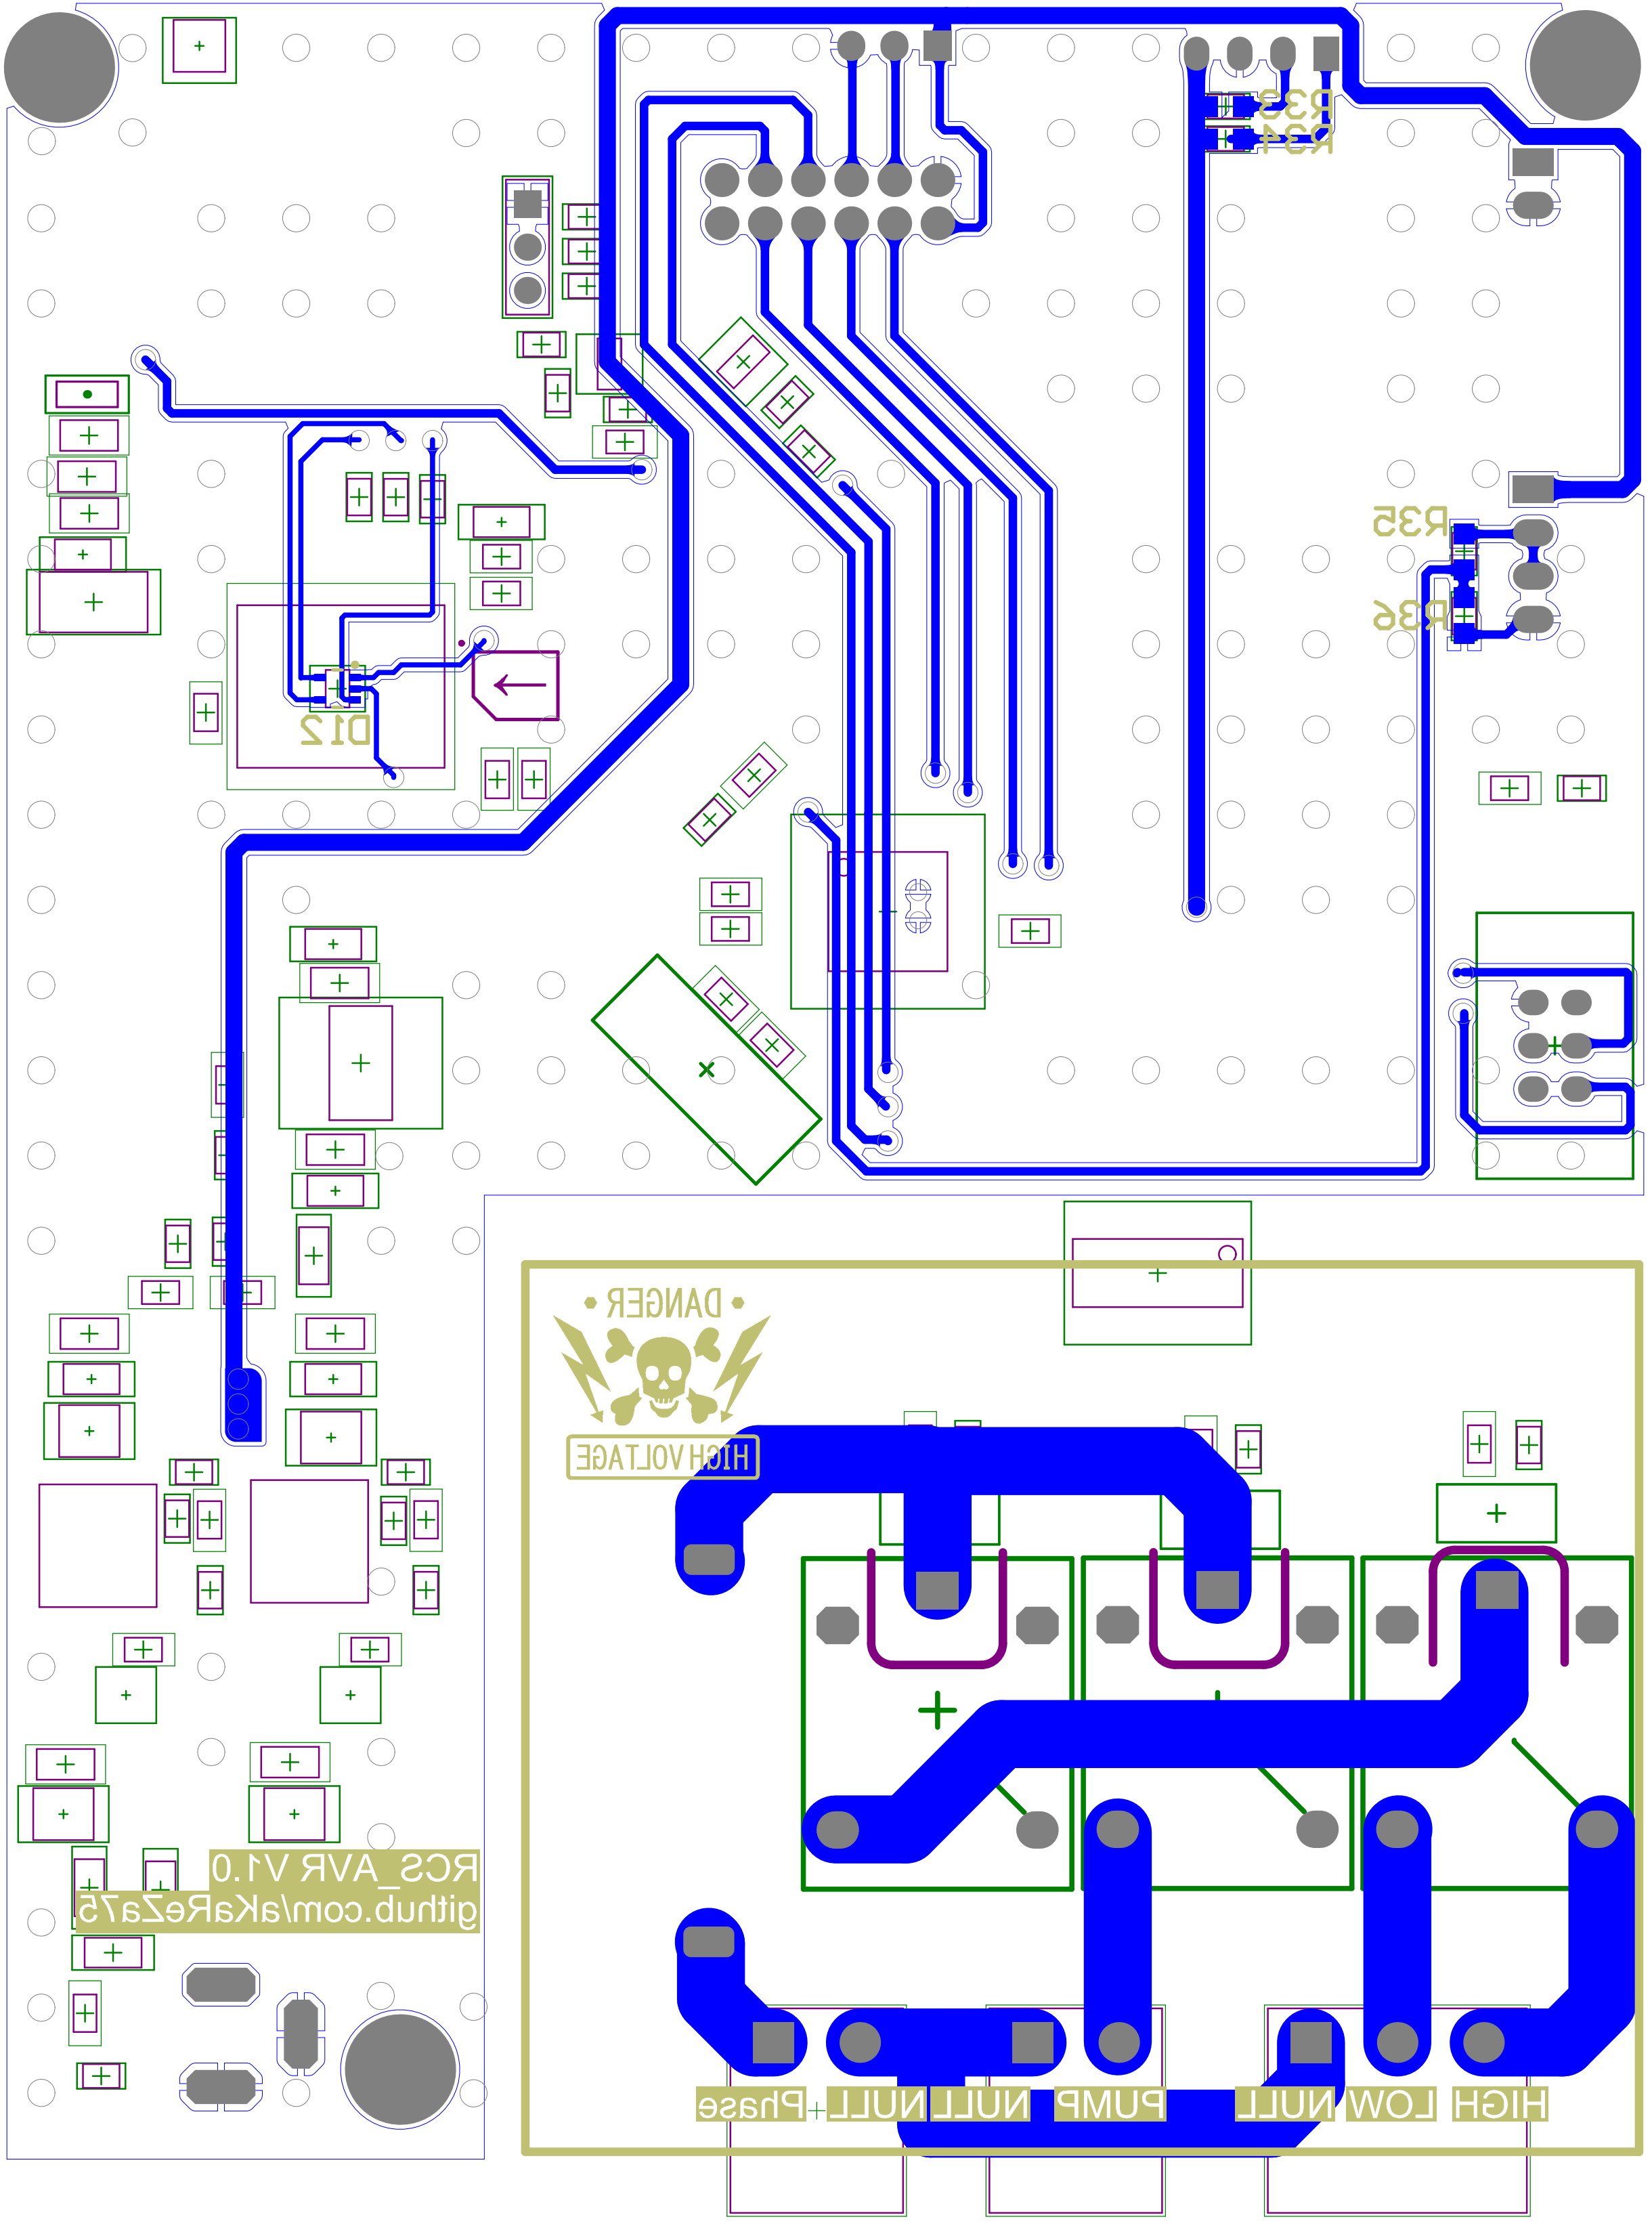 R33
R34
R35
R36
D12
DANGER
HIGH VOLTAGE
RCS_AVR V1.0
github.com/aKaReZa75
Phase
NULL
NULL
PUMP
NULL
LOW
HIGH